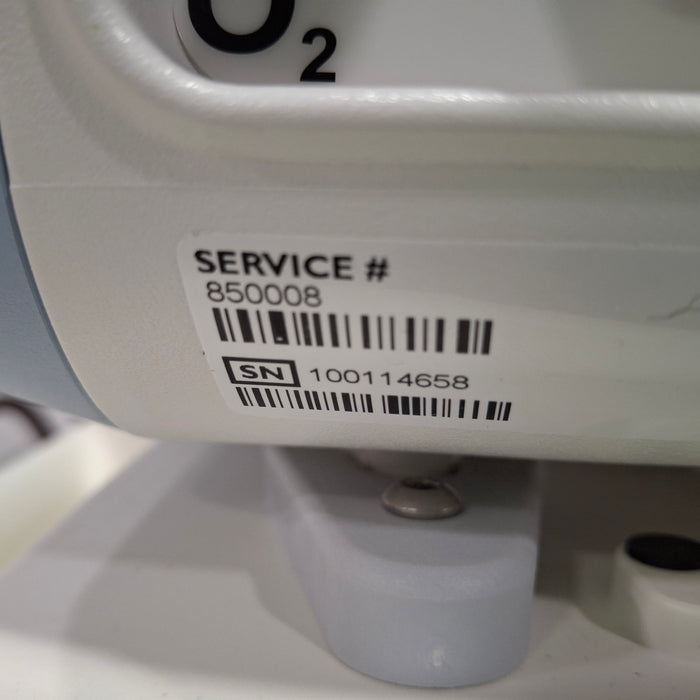 O2
SERVICE #
850008
SN 100114658